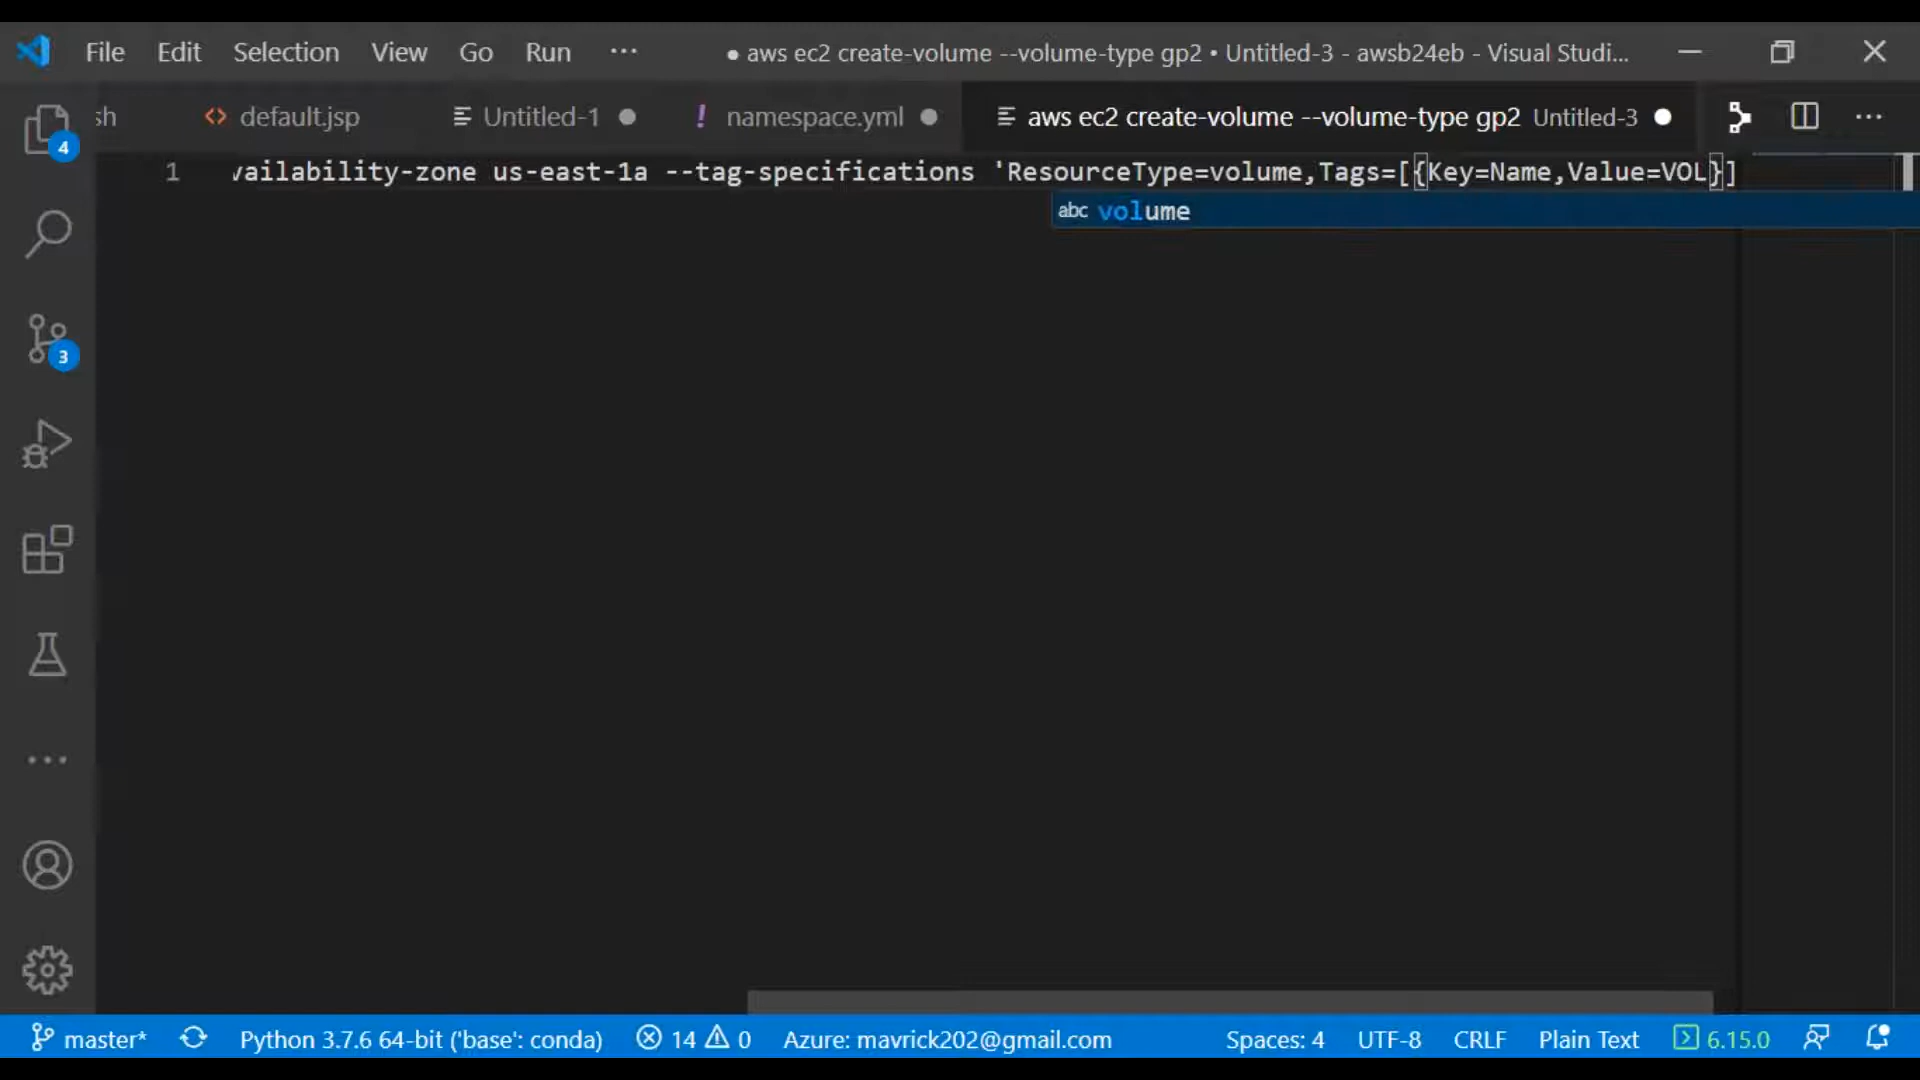 File Edit Selection View Go Run ··· ● aws ec2 create-volume --volume-type gp2 • Untitled-3 - awsb24eb - Visual Studi...
sh <> default.jsp Untitled-1 ● ! namespace.yml ● aws ec2 create-volume --volume-type gp2 Untitled-3 ● ···
4
1 vailability-zone us-east-1a --tag-specifications 'ResourceType=volume,Tags=[{Key=Name,Value=VOL}]
abc volume
3
master* Python 3.7.6 64-bit ('base': conda) 14 0 Azure: mavrick202@gmail.com Spaces: 4 UTF-8 CRLF Plain Text 6.15.0